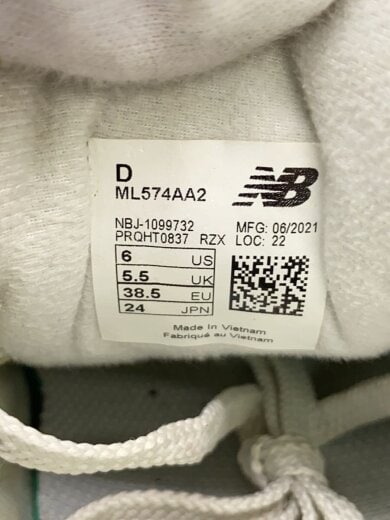 D
ML574AA2
NB
NBJ-1099732
PRQHT0837 RZX
MFG: 06/2021
LOC: 22
6 US
5.5 UK
38.5 EU
24 JPN
Made In Vietnam
Fabriqué au Vietnam